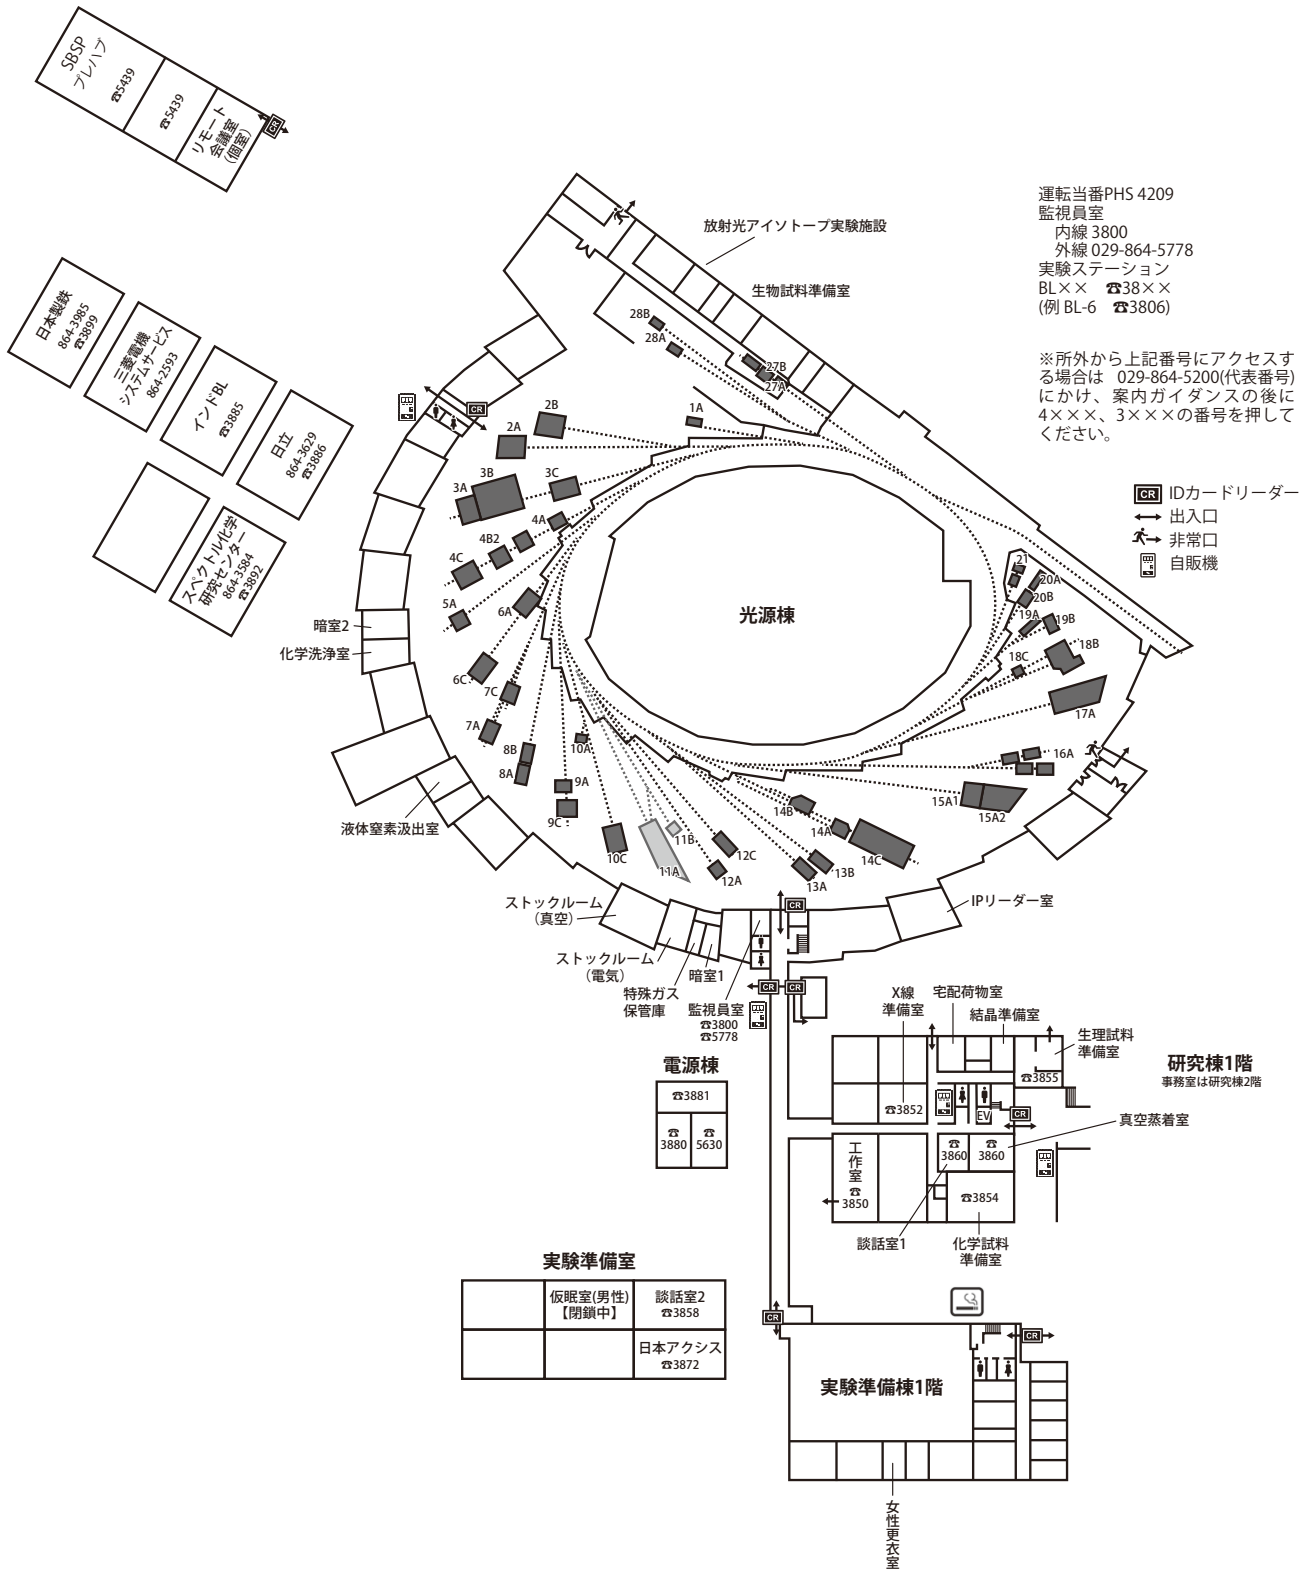 SBSP
プレハブ
☎5439
☎5439
リモート
会議室
(個室)
CR
運転当番PHS 4209
監視員室
内線 3800
外線 029-864-5778
実験ステーション
BL×× ☎38××
(例 BL-6 ☎3806)
※所外から上記番号にアクセスす
る場合は 029-864-5200(代表番号)
にかけ、案内ガイダンスの後に
4×××、3×××の番号を押して
ください。
CR IDカードリーダー
出入口
非常口
自販機
放射光アイソトープ実験施設
生物試料準備室
日本製鉄
864-3985
☎3899
三菱電機
システムサービス
864-2593
インドBL
☎3885
日立
864-3629
☎3886
スペクトル化学
研究センター
864-3584
☎3892
28B
28A
27B
27A
CR
2B
2A
1A
3B
3A
3C
4A
4B2
4C
5A
6A
6C
7C
7A
8B
8A
9A
9C
10A
10C
11A
11B
12C
12A
13A
13B
14B
14A
14C
15A1
15A2
16A
17A
18B
18C
19A
19B
20B
20A
21
光源棟
暗室2
化学洗浄室
液体窒素汲出室
ストックルーム
(真空)
ストックルーム
(電気)
特殊ガス
保管庫
暗室1
監視員室
☎3800
☎5778
IPリーダー室
CR
CR
CR
電源棟
☎3881
☎
3880
☎
5630
X線
準備室
宅配荷物室
結晶準備室
生理試料
準備室
☎3855
☎3852
EV
CR
研究棟1階
事務室は研究棟2階
真空蒸着室
工作室
☎
3850
☎
3860
☎
3860
☎3854
談話室1
化学試料
準備室
実験準備室
仮眠室(男性)
【閉鎖中】
談話室2
☎3858
日本アクシス
☎3872
CR
CR
実験準備棟1階
女性更衣室